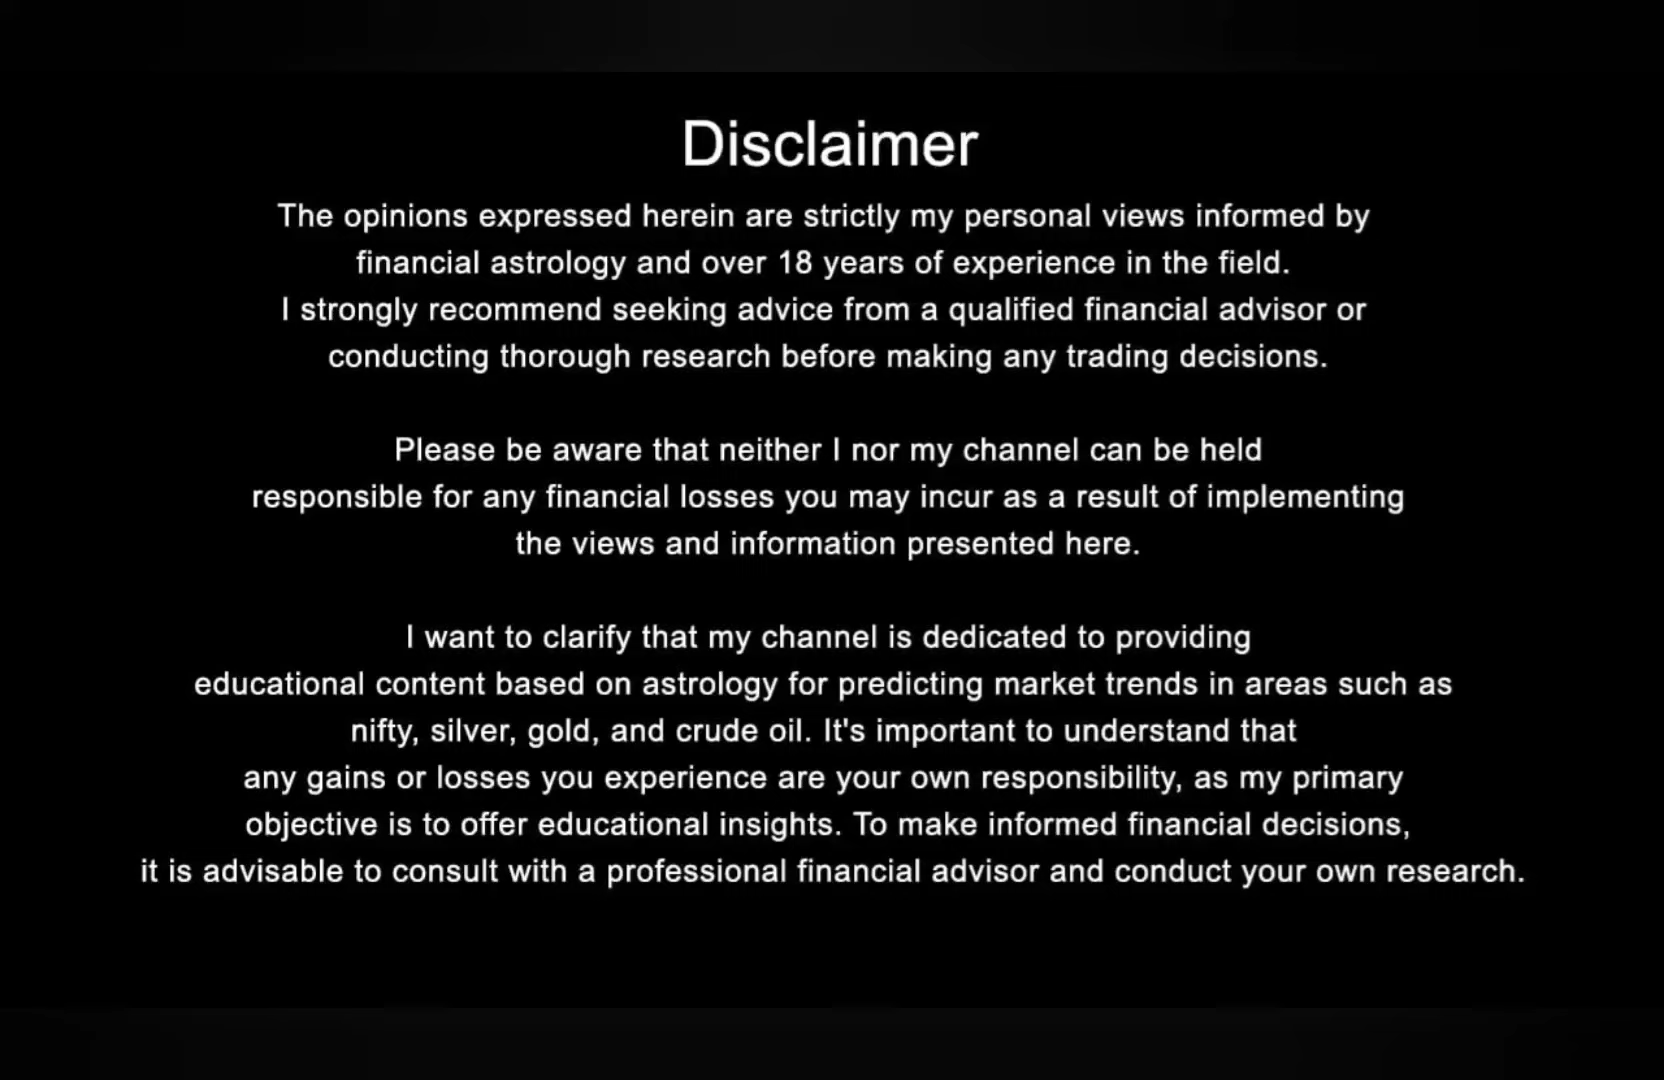 Disclaimer
The opinions expressed herein are strictly my personal views informed by
financial astrology and over 18 years of experience in the field.
I strongly recommend seeking advice from a qualified financial advisor or
conducting thorough research before making any trading decisions.
Please be aware that neither I nor my channel can be held
responsible for any financial losses you may incur as a result of implementing
the views and information presented here.
I want to clarify that my channel is dedicated to providing
educational content based on astrology for predicting market trends in areas such as
nifty, silver, gold, and crude oil. It's important to understand that
any gains or losses you experience are your own responsibility, as my primary
objective is to offer educational insights. To make informed financial decisions,
it is advisable to consult with a professional financial advisor and conduct your own research.